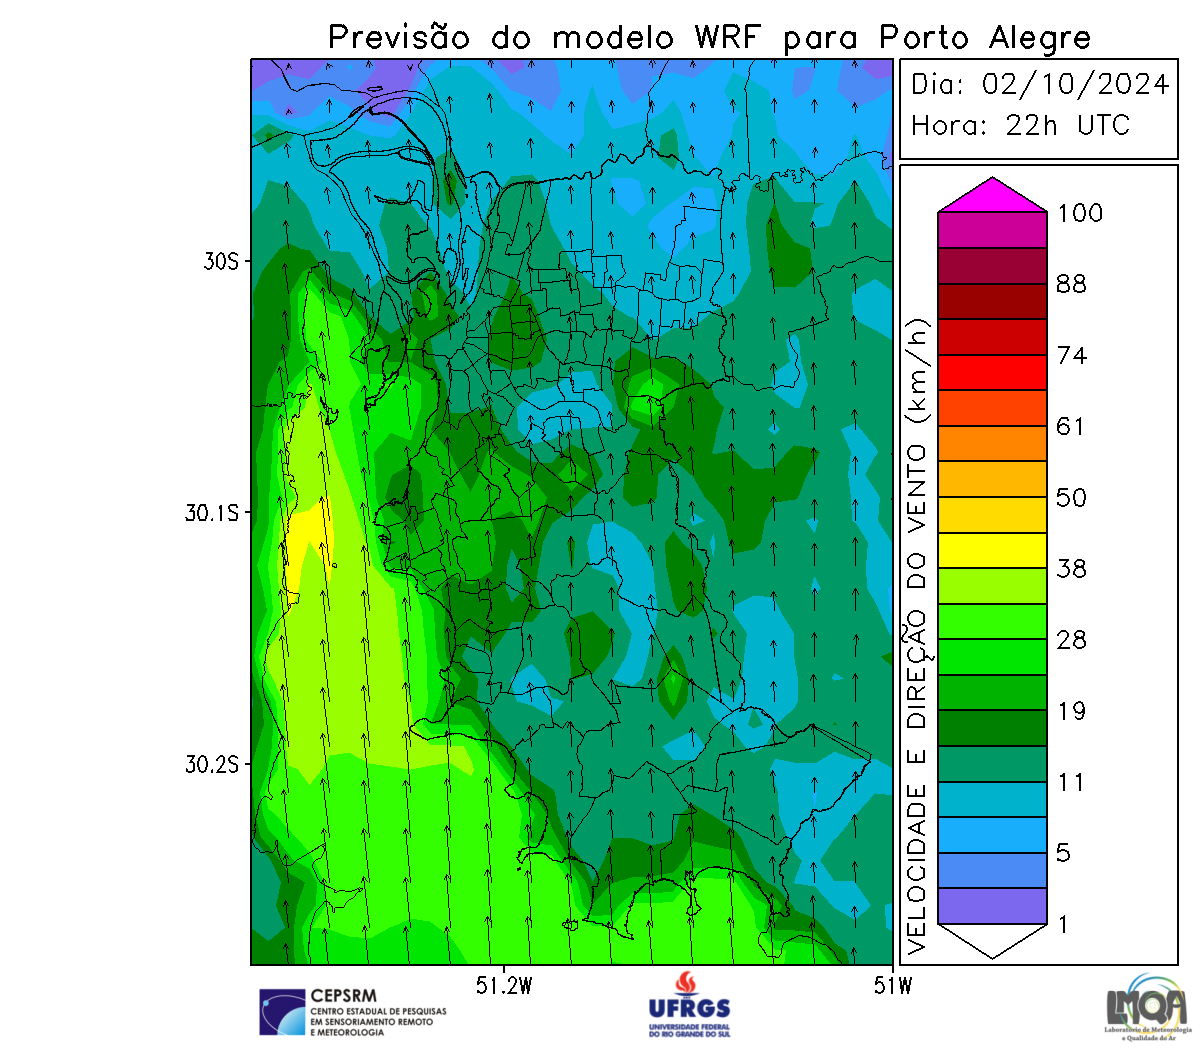 Previsão do modelo WRF para Porto Alegre
Dia: 02/10/2024
Hora: 22h UTC
VELOCIDADE E DIREÇÃO DO VENTO (km/h)
100
88
74
61
50
38
28
19
11
5
1
30S
30.1S
30.2S
51.2W
51W
CEPSRM
CENTRO ESTADUAL DE PESQUISAS
EM SENSORIAMENTO REMOTO
E METEOROLOGIA
UFRGS
UNIVERSIDADE FEDERAL
DO RIO GRANDE DO SUL
LMQA
Laboratório de Meteorologia
e Qualidade do Ar